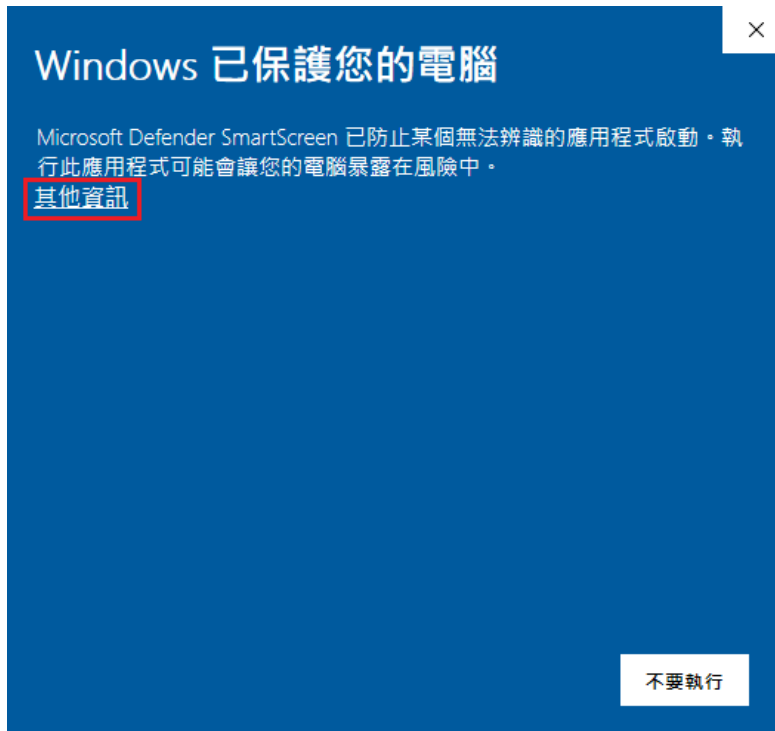 Windows 已保護您的電腦
Microsoft Defender SmartScreen 已防止某個無法辨識的應用程式啟動。執
行此應用程式可能會讓您的電腦暴露在風險中。
其他資訊
不要執行